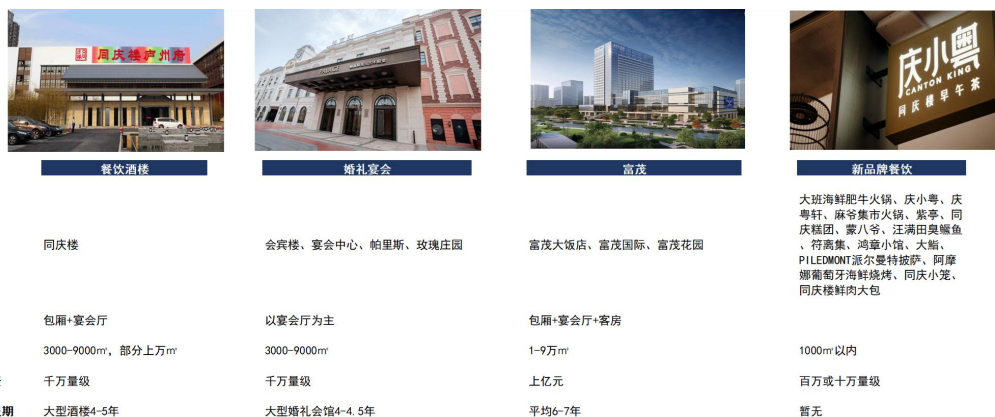 同庆楼庐州府
庆小粤
CANTON KING
同庆楼早午茶
餐饮酒楼
婚礼宴会
富茂
新品牌餐饮
同庆楼
会宾楼、宴会中心、帕里斯、玫瑰庄园
富茂大饭店、富茂国际、富茂花园
大班海鲜肥牛火锅、庆小粤、庆
粤轩、麻爷集市火锅、紫亭、同
庆糕团、蒙八爷、汪满田臭鳜鱼
、符离集、鸿章小馆、大鮨、
PILEDMONT派尔曼特披萨、阿摩
娜葡萄牙海鲜烧烤、同庆小笼、
同庆楼鲜肉大包
包厢+宴会厅
以宴会厅为主
包厢+宴会厅+客房
3000-9000㎡，部分上万㎡
3000-9000㎡
1-9万㎡
1000㎡以内
千万量级
千万量级
上亿元
百万或十万量级
期
大型酒楼4-5年
大型婚礼会馆4-4.5年
平均6-7年
暂无